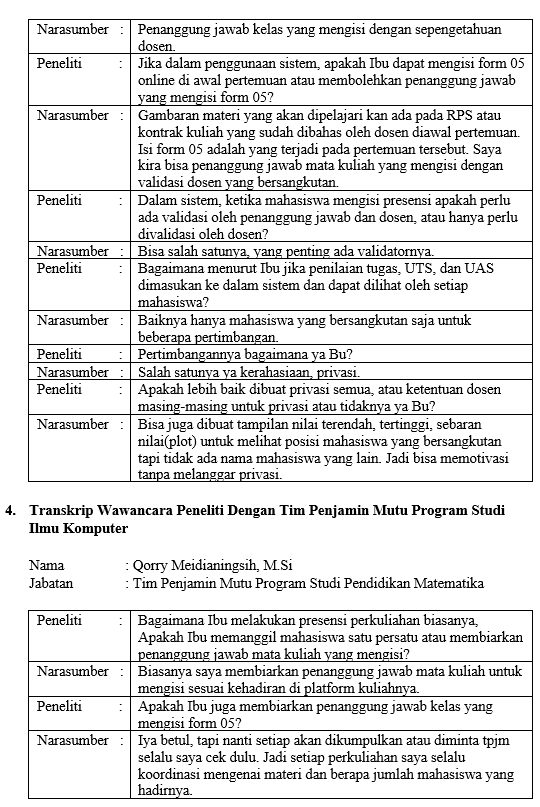 Narasumber : Penanggung jawab kelas yang mengisi dengan sepengetahuan
dosen.
Peneliti : Jika dalam penggunaan sistem, apakah Ibu dapat mengisi form 05
online di awal pertemuan atau membolehkan penanggung jawab
yang mengisi form 05?
Narasumber : Gambaran materi yang akan dipelajari kan ada pada RPS atau
kontrak kuliah yang sudah dibahas oleh dosen diawal pertemuan.
Isi form 05 adalah yang terjadi pada pertemuan tersebut. Saya
kira bisa penanggung jawab mata kuliah yang mengisi dengan
validasi dosen yang bersangkutan.
Peneliti : Dalam sistem, ketika mahasiswa mengisi presensi apakah perlu
ada validasi oleh penanggung jawab dan dosen, atau hanya perlu
divalidasi oleh dosen?
Narasumber : Bisa salah satunya, yang penting ada validatornya.
Peneliti : Bagaimana menurut Ibu jika penilaian tugas, UTS, dan UAS
dimasukan ke dalam sistem dan dapat dilihat oleh setiap
mahasiswa?
Narasumber : Baiknya hanya mahasiswa yang bersangkutan saja untuk
beberapa pertimbangan.
Peneliti : Pertimbangannya bagaimana ya Bu?
Narasumber : Salah satunya ya kerahasiaan, privasi.
Peneliti : Apakah lebih baik dibuat privasi semua, atau ketentuan dosen
masing-masing untuk privasi atau tidaknya ya Bu?
Narasumber : Bisa juga dibuat tampilan nilai terendah, tertinggi, sebaran
nilai(plot) untuk melihat posisi mahasiswa yang bersangkutan
tapi tidak ada nama mahasiswa yang lain. Jadi bisa memotivasi
tanpa melanggar privasi.
4. Transkrip Wawancara Peneliti Dengan Tim Penjamin Mutu Program Studi
Ilmu Komputer
Nama : Qorry Meidianingsih, M.Si
Jabatan : Tim Penjamin Mutu Program Studi Pendidikan Matematika
Peneliti : Bagaimana Ibu melakukan presensi perkuliahan biasanya,
Apakah Ibu memanggil mahasiswa satu persatu atau membiarkan
penanggung jawab mata kuliah yang mengisi?
Narasumber : Biasanya saya membiarkan penanggung jawab mata kuliah untuk
mengisi sesuai kehadiran di platform kuliahnya.
Peneliti : Apakah Ibu juga membiarkan penanggung jawab kelas yang
mengisi form 05?
Narasumber : Iya betul, tapi nanti setiap akan dikumpulkan atau diminta tpjm
selalu saya cek dulu. Jadi setiap perkuliahan saya selalu
koordinasi mengenai materi dan berapa jumlah mahasiswa yang
hadirnya.